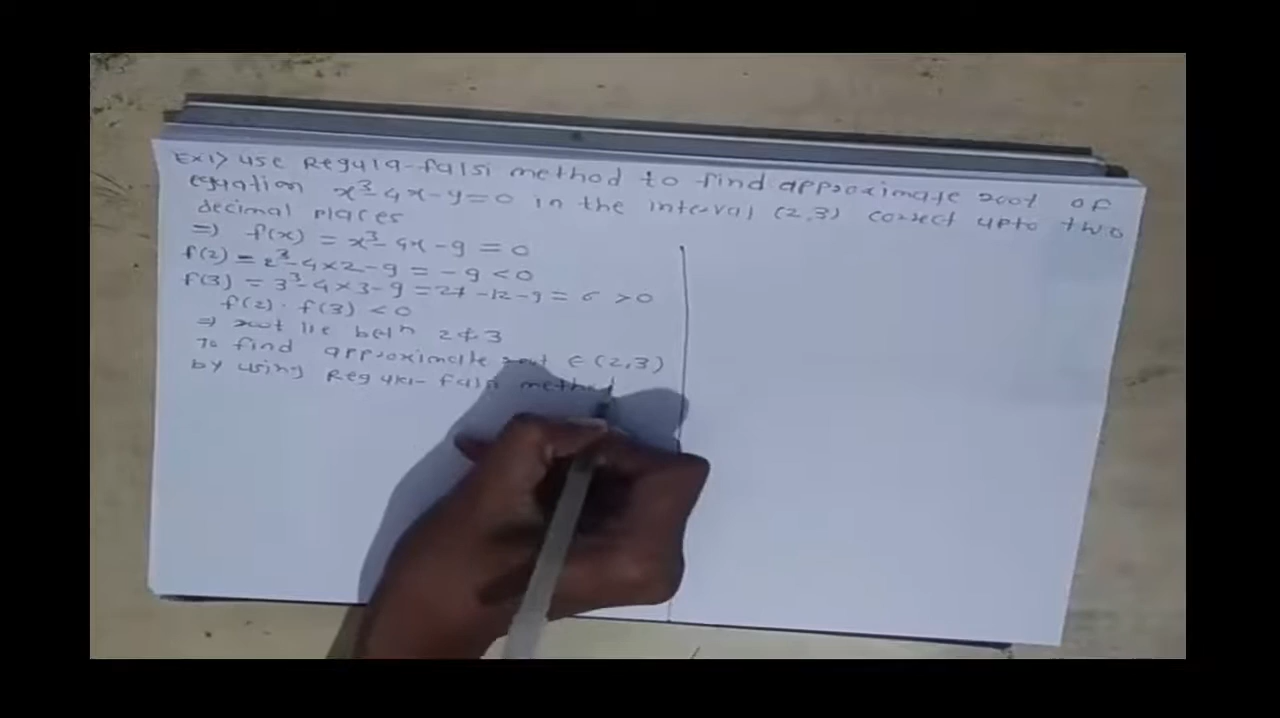 Ex1) use Regula-falsi method to find approximate root of
equation x³-4x-9=0 in the interval (2,3) correct upto two
decimal places
⇒ f(x) = x³-4x-9 = 0
f(2) = 2³-4×2-9 = -9 <0
f(3) = 3³-4×3-9 = 27-12-9 = 6 >0
f(2)·f(3) <0
⇒ root lie betⁿ 2 & 3
To find approximate root ∈ (2,3)
by using Regula-falsi method